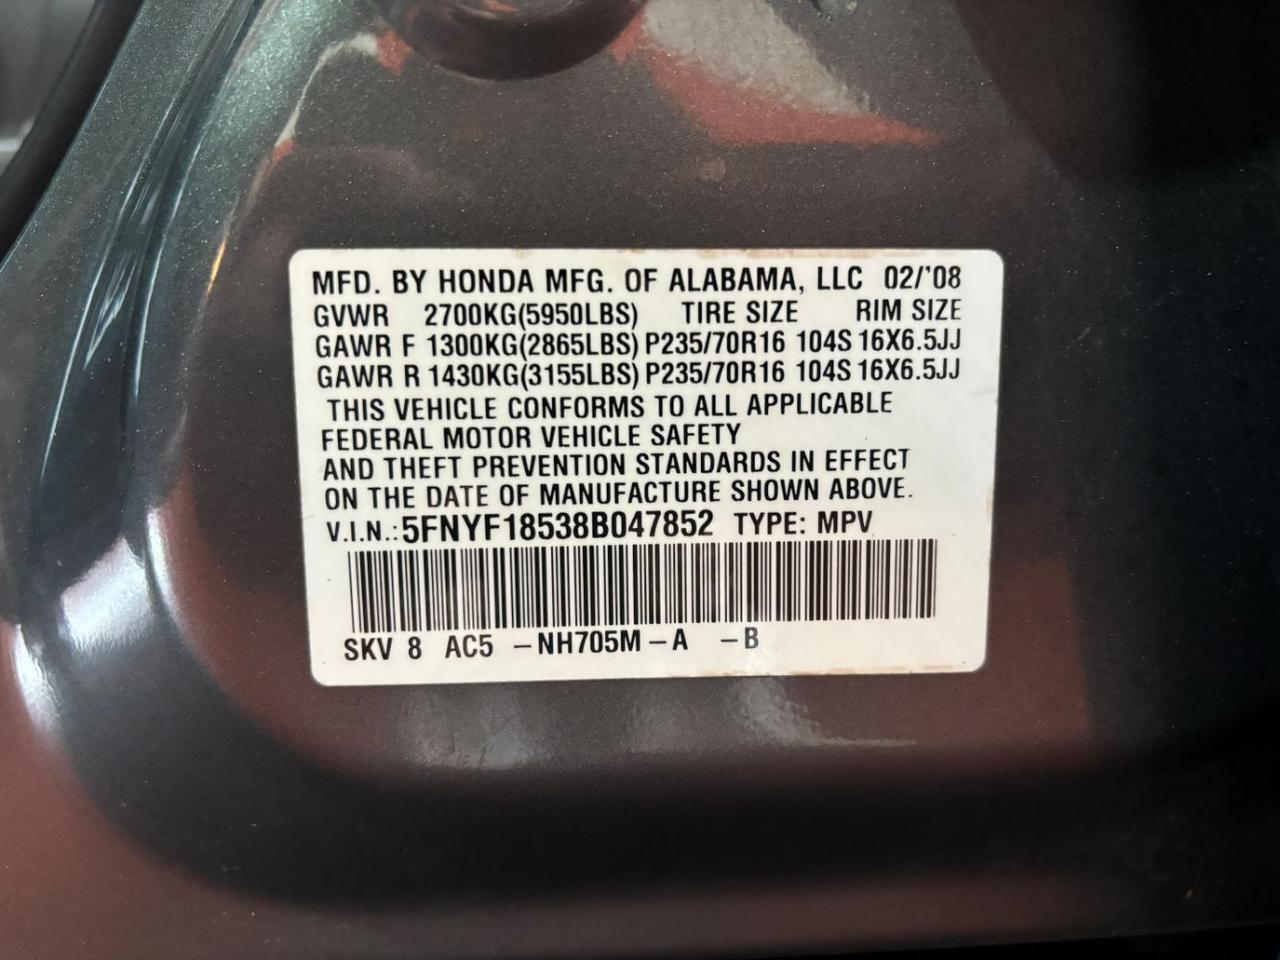 MFD. BY HONDA MFG. OF ALABAMA, LLC 02/'08
GVWR 2700KG(5950LBS) TIRE SIZE RIM SIZE
GAWR F 1300KG(2865LBS) P235/70R16 104S 16X6.5JJ
GAWR R 1430KG(3155LBS) P235/70R16 104S 16X6.5JJ
THIS VEHICLE CONFORMS TO ALL APPLICABLE
FEDERAL MOTOR VEHICLE SAFETY
AND THEFT PREVENTION STANDARDS IN EFFECT
ON THE DATE OF MANUFACTURE SHOWN ABOVE.
V.I.N.: 5FNYF18538B047852 TYPE: MPV
SKV 8 AC5 –NH705M–A –B